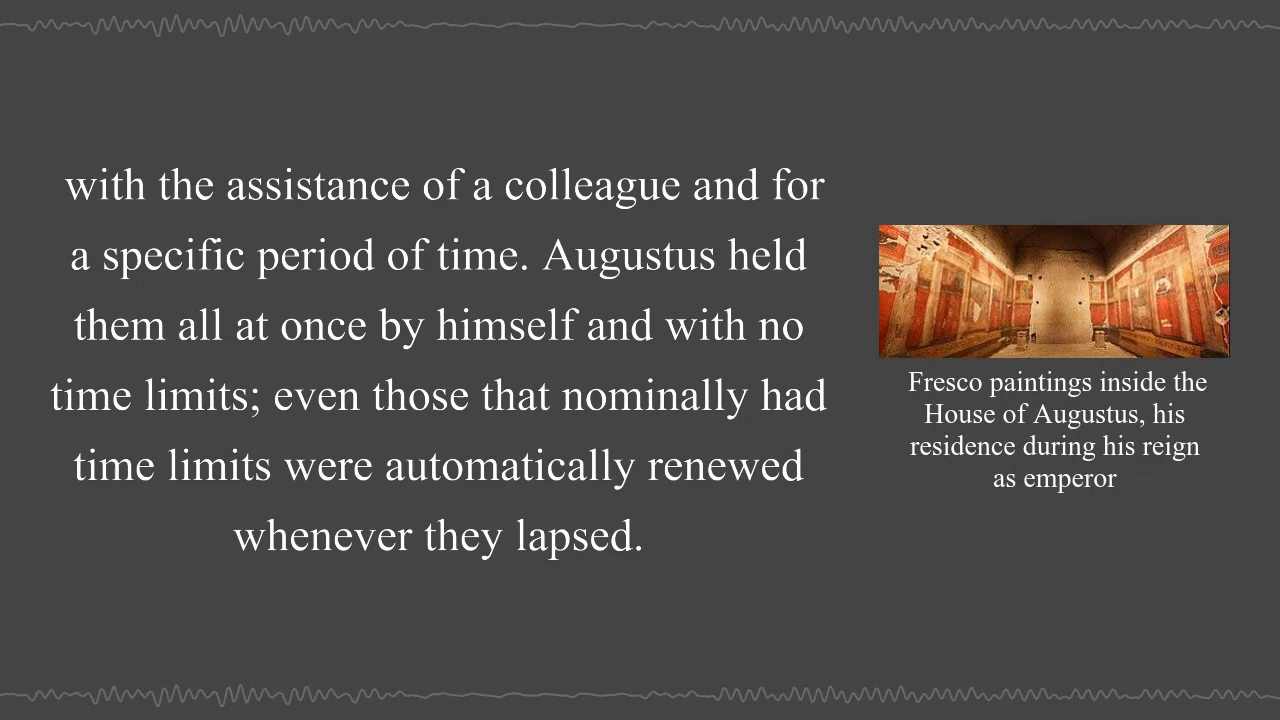 with the assistance of a colleague and for
a specific period of time. Augustus held
them all at once by himself and with no
time limits; even those that nominally had
time limits were automatically renewed
whenever they lapsed.
Fresco paintings inside the
House of Augustus, his
residence during his reign
as emperor